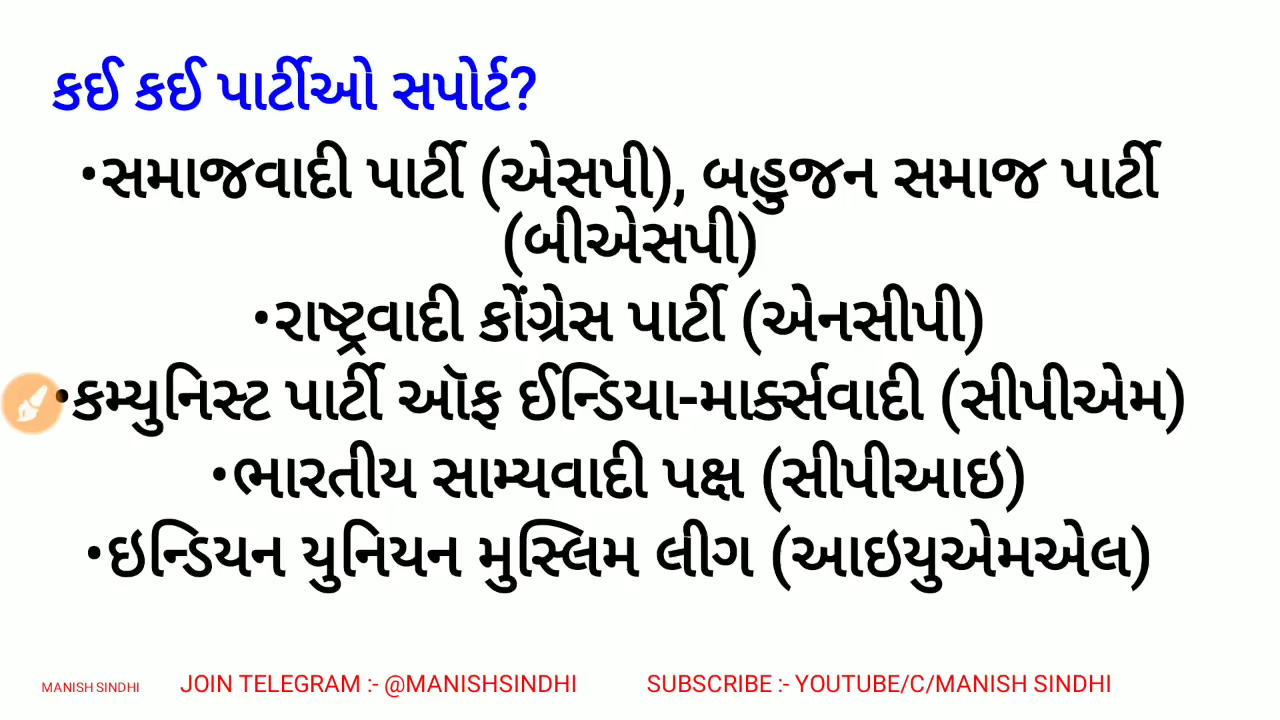 કઈ કઈ પાર્ટીઓ સપોર્ટ?
•સમાજવાદી પાર્ટી (એસપી), બહુજન સમાજ પાર્ટી
(બીએસપી)
•રાષ્ટ્રવાદી કોંગ્રેસ પાર્ટી (એનસીપી)
•કમ્યુનિસ્ટ પાર્ટી ઑફ ઈન્ડિયા-માર્ક્સવાદી (સીપીએમ)
•ભારતીય સામ્યવાદી પક્ષ (સીપીઆઇ)
•ઇન્ડિયન યુનિયન મુસ્લિમ લીગ (આઇયુએમએલ)
MANISH SINDHI JOIN TELEGRAM :- @MANISHSINDHI SUBSCRIBE :- YOUTUBE/C/MANISH SINDHI